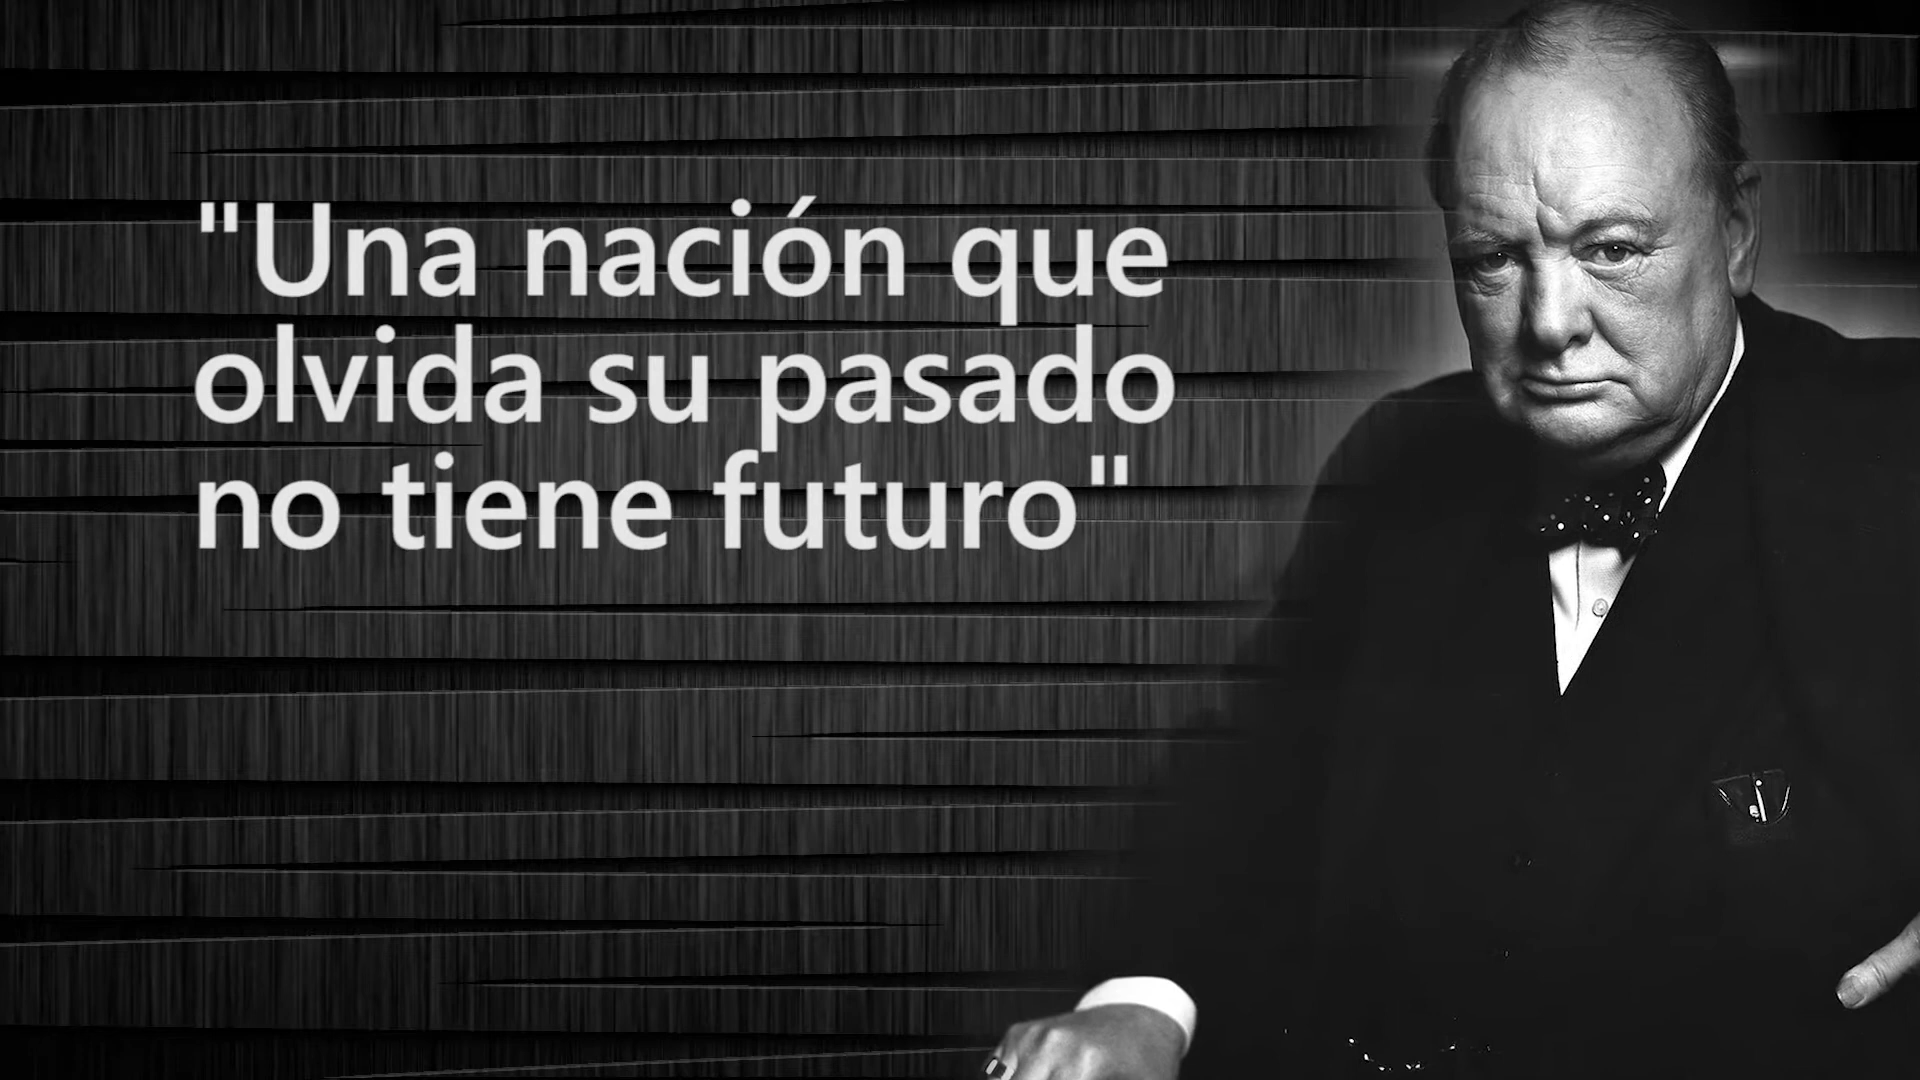 "Una nación que
olvida su pasado
no tiene futuro"